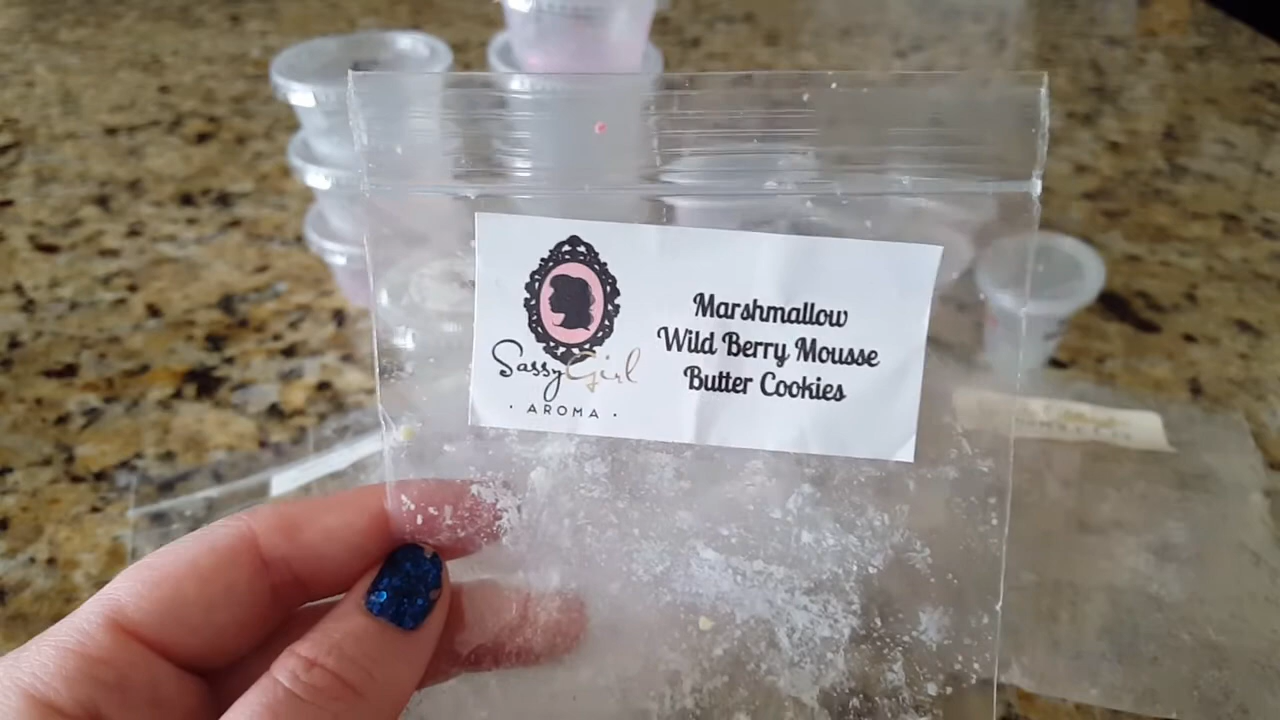 Marshmallow
Wild Berry Mousse
Butter Cookies
Sassy Girl
· AROMA ·